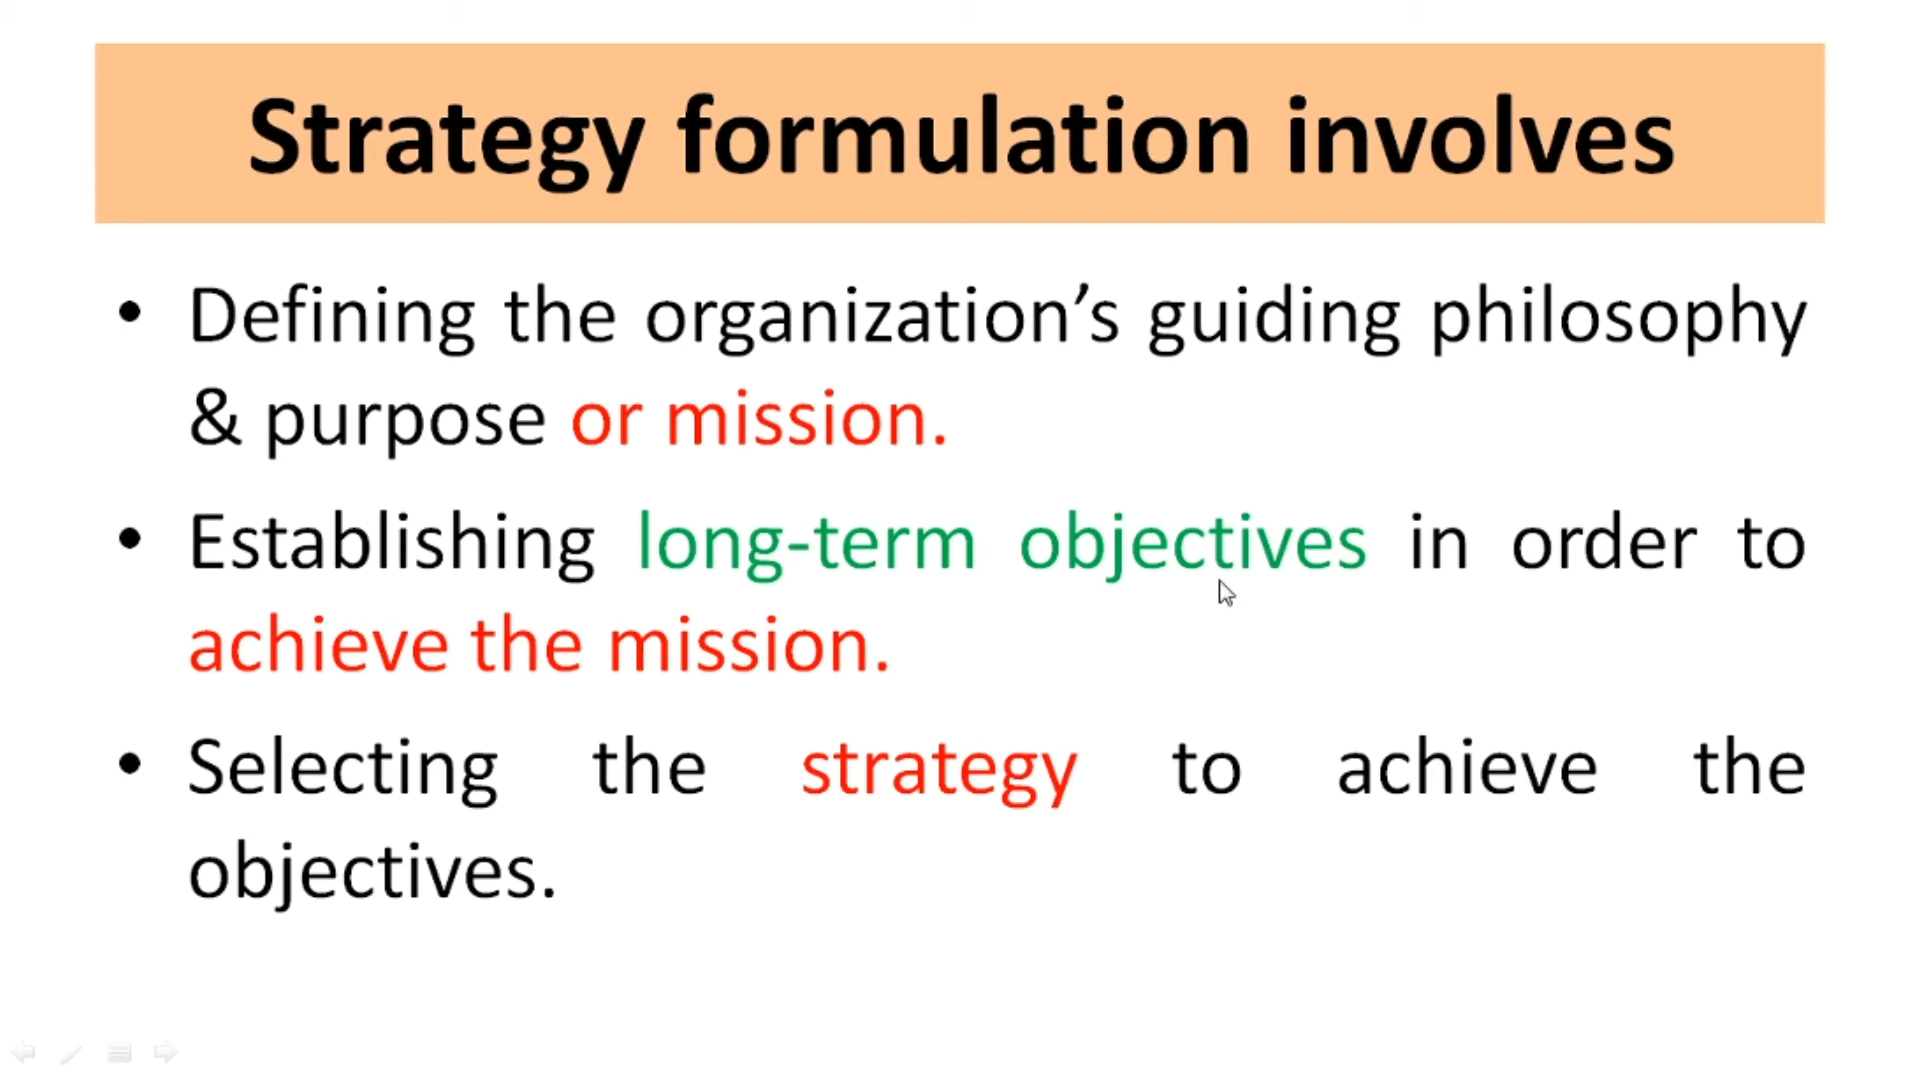 Strategy formulation involves
• Defining the organization’s guiding philosophy
& purpose or mission.
• Establishing long-term objectives in order to
achieve the mission.
• Selecting the strategy to achieve the
objectives.